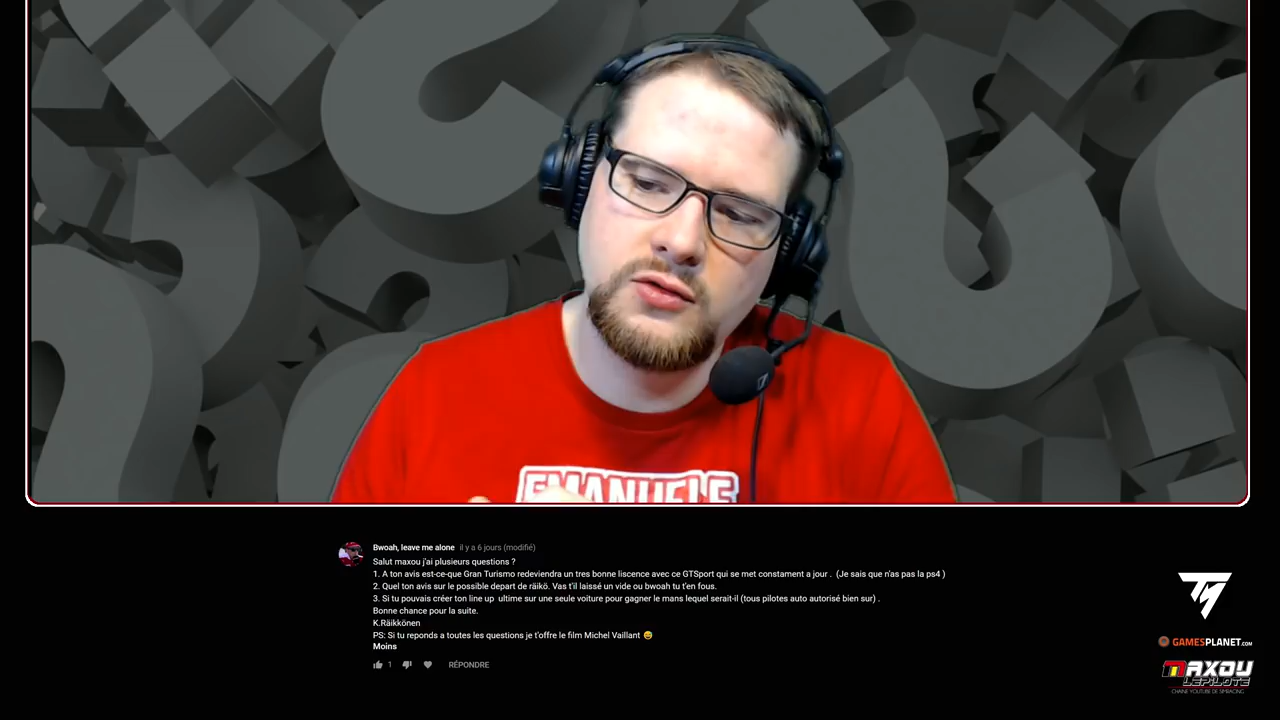 EMANUELE
Bwoah, leave me alone il y a 6 jours (modifié)
Salut maxou j'ai plusieurs questions ?
1. A ton avis est-ce-que Gran Turismo redeviendra un tres bonne liscence avec ce GTSport qui se met constament a jour . (Je sais que n'as pas la ps4 )
2. Quel ton avis sur le possible depart de räikö. Vas t'il laissé un vide ou bwoah tu t'en fous.
3. Si tu pouvais créer ton line up ultime sur une seule voiture pour gagner le mans lequel serait-il (tous pilotes auto autorisé bien sur) .
Bonne chance pour la suite.
K.Räikkönen
PS: Si tu reponds a toutes les questions je t'offre le film Michel Vaillant 😅
Moins
1 RÉPONDRE
GAMESPLANET.COM
MAXOU
LEPILOTE
CHAINE YOUTUBE DE SIMRACING